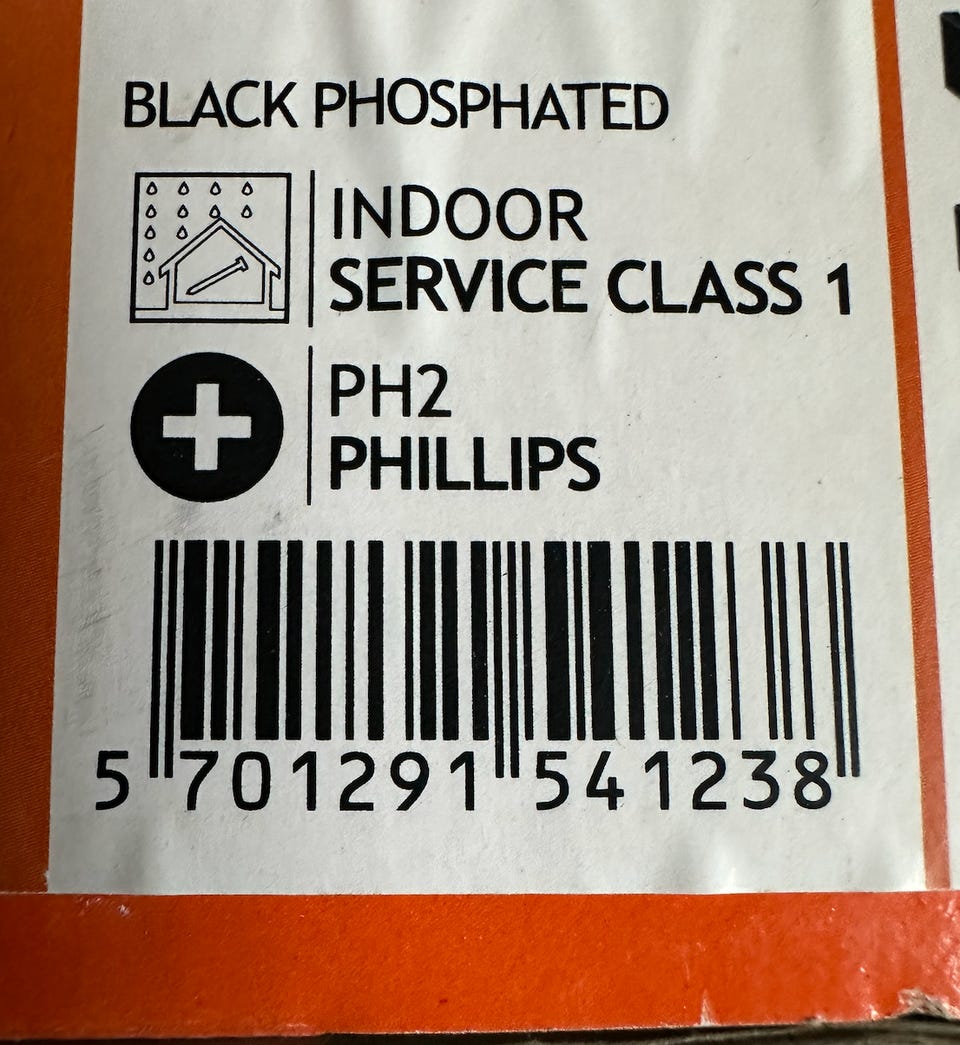 BLACK PHOSPHATED
INDOOR
SERVICE CLASS 1
PH2
PHILLIPS
5 701291 541238